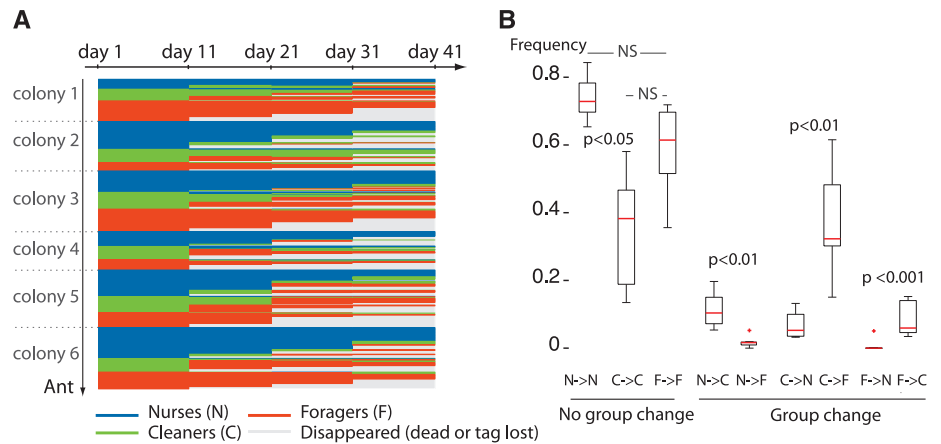 A
day 1 day 11 day 21 day 31 day 41
colony 1
colony 2
colony 3
colony 4
colony 5
colony 6
Ant
Nurses (N) Foragers (F)
Cleaners (C) Disappeared (dead or tag lost)
B
Frequency
NS
0.8
NS
p<0.05 p<0.01
0.6
0.4
p<0.01 p <0.001
0.2
0
N->N C->C F->F N->C N->F C->N C->F F->N F->C
No group change Group change